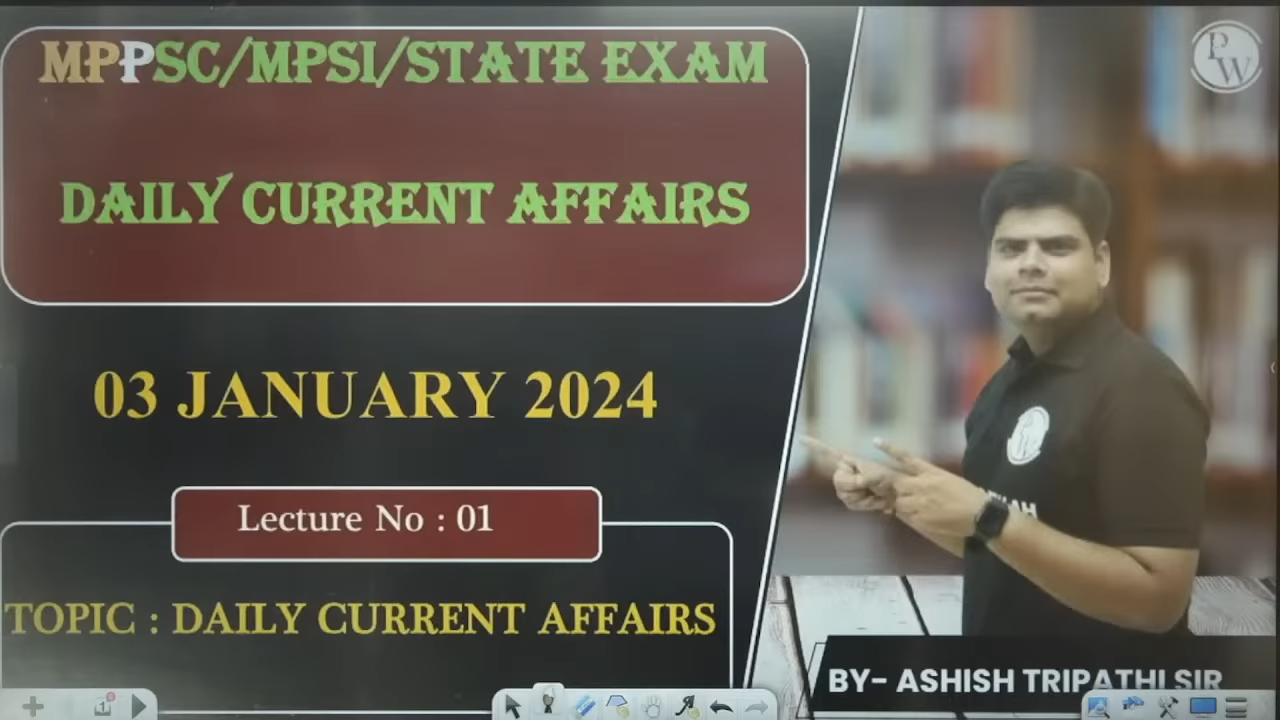 MPPSC/MPSI/STATE EXAM
DAILY CURRENT AFFAIRS
03 JANUARY 2024
Lecture No : 01
TOPIC : DAILY CURRENT AFFAIRS
PW
BY- ASHISH TRIPATHI SIR